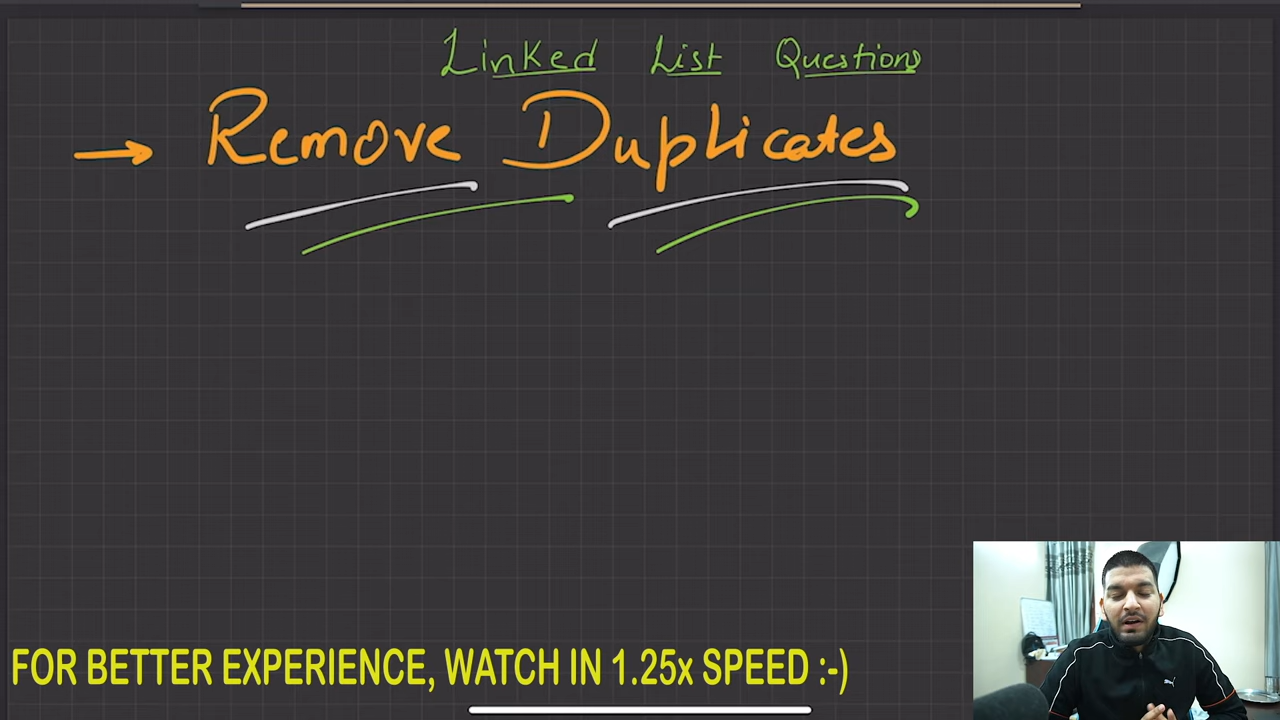 Linked List Questions
→ Remove Duplicates
FOR BETTER EXPERIENCE, WATCH IN 1.25x SPEED :-)